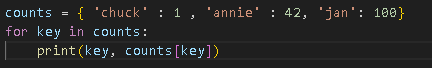 counts = { 'chuck' : 1 , 'annie' : 42, 'jan': 100}
for key in counts:
    print(key, counts[key])